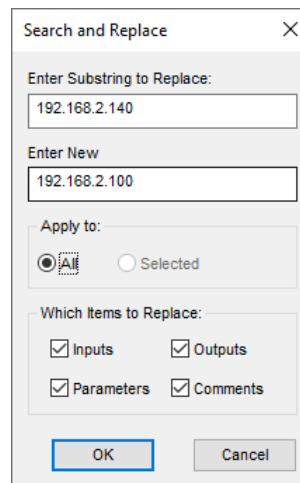 Search and Replace
Enter Substring to Replace:
192.168.2.140
Enter New
192.168.2.100
Apply to:
All Selected
Which Items to Replace:
Inputs Outputs
Parameters Comments
OK Cancel